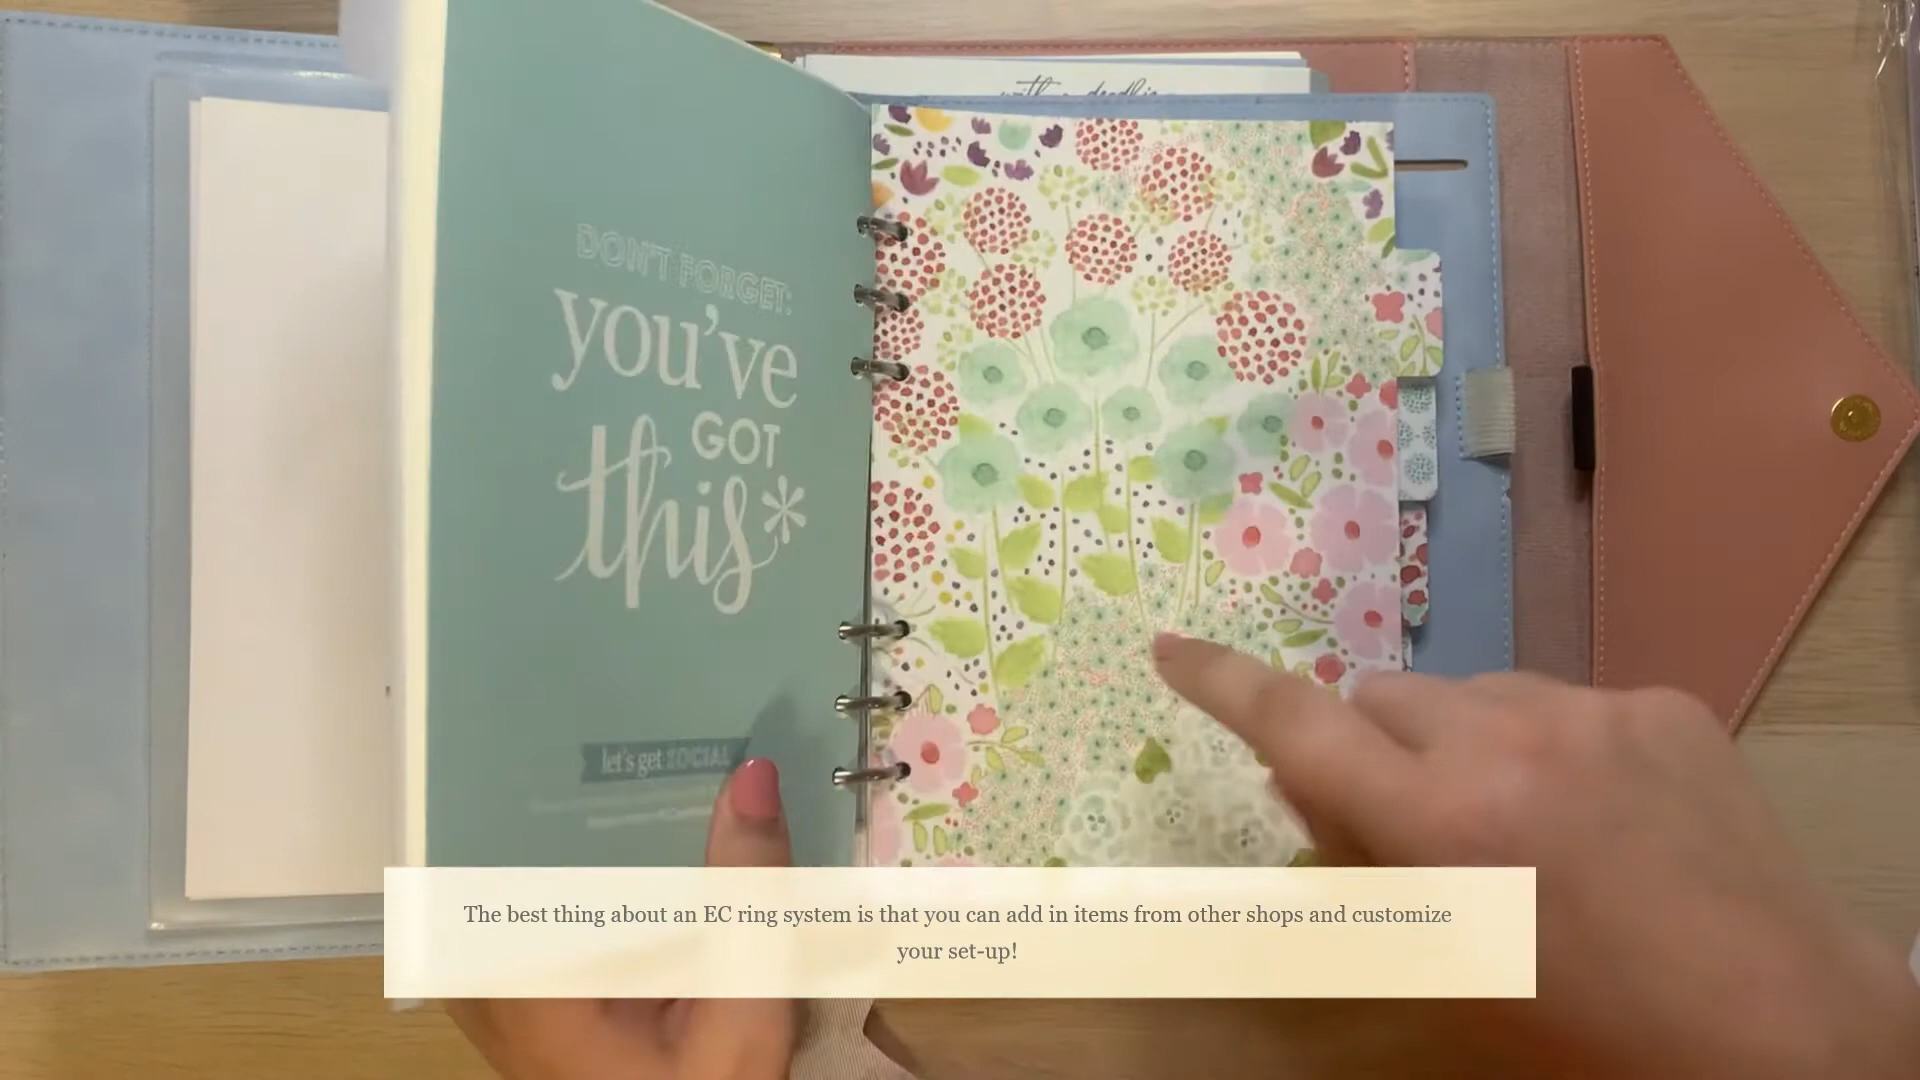 DON'T FORGET:
you've
GOT
this*
let's get SOCIAL
The best thing about an EC ring system is that you can add in items from other shops and customize
your set-up!